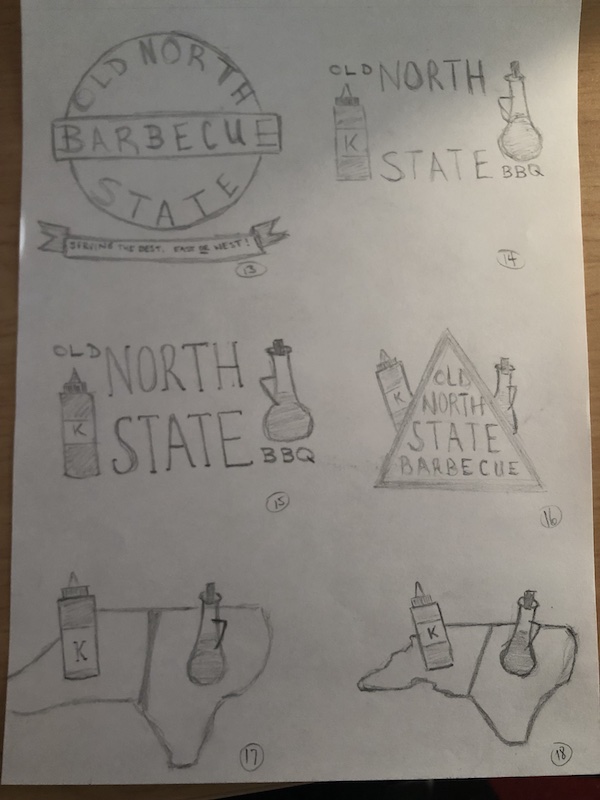 OLD NORTH
BARBECUE
STATE
SERVING THE BEST, EAST OR WEST!
13
OLD NORTH
K
STATE BBQ
14
OLD NORTH
K
STATE
BBQ
15
K
OLD
NORTH
STATE
BARBECUE
16
K
17
K
18